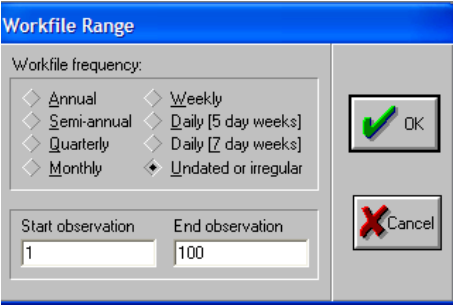 Workfile Range
Workfile frequency:
Annual Weekly
Semi-annual Daily [5 day weeks]
Quarterly Daily [7 day weeks]
Monthly Undated or irregular
OK
Start observation End observation
1 100
Cancel